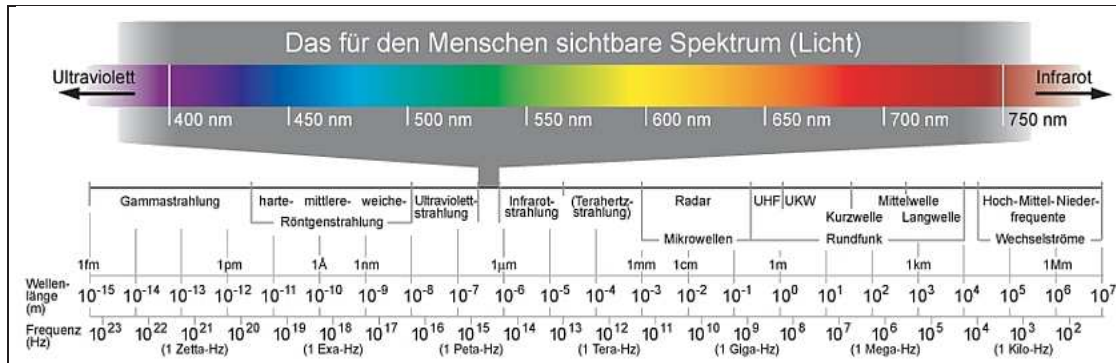 Das für den Menschen sichtbare Spektrum (Licht)
Ultraviolett
Infrarot
400 nm 450 nm 500 nm 550 nm 600 nm 650 nm 700 nm 750 nm
Gammastrahlung harte- mittlere- weiche- Ultraviolett- Infrarot- (Terahertz- Radar UHF UKW Mittelwelle Hoch-Mittel-Nieder-
Röntgenstrahlung strahlung strahlung strahlung) Kurzwelle Langwelle frequente
Mikrowellen Rundfunk Wechselströme
1fm 1pm 1Å 1nm 1µm 1mm 1cm 1m 1km 1Mm
Wellen-
länge
(m)
10⁻¹⁵ 10⁻¹⁴ 10⁻¹³ 10⁻¹² 10⁻¹¹ 10⁻¹⁰ 10⁻⁹ 10⁻⁸ 10⁻⁷ 10⁻⁶ 10⁻⁵ 10⁻⁴ 10⁻³ 10⁻² 10⁻¹ 10⁰ 10¹ 10² 10³ 10⁴ 10⁵ 10⁶ 10⁷
Frequenz
(Hz)
10²³ 10²² 10²¹ 10²⁰ 10¹⁹ 10¹⁸ 10¹⁷ 10¹⁶ 10¹⁵ 10¹⁴ 10¹³ 10¹² 10¹¹ 10¹⁰ 10⁹ 10⁸ 10⁷ 10⁶ 10⁵ 10⁴ 10³ 10²
(1 Zetta-Hz) (1 Exa-Hz) (1 Peta-Hz) (1 Tera-Hz) (1 Giga-Hz) (1 Mega-Hz) (1 Kilo-Hz)